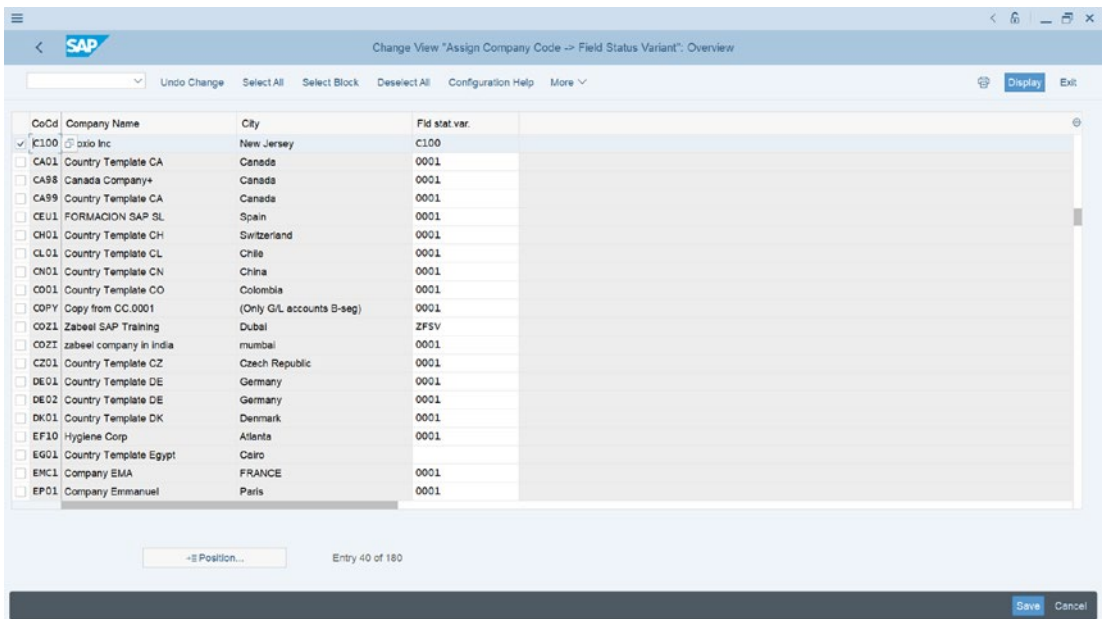 SAP
Change View "Assign Company Code -> Field Status Variant": Overview
Undo Change Select All Select Block Deselect All Configuration Help More Display Exit
CoCd Company Name City Fld stat.var.
C100 oxio Inc New Jersey C100
CA01 Country Template CA Canada 0001
CA98 Canada Company+ Canada 0001
CA99 Country Template CA Canada 0001
CEU1 FORMACION SAP SL Spain 0001
CH01 Country Template CH Switzerland 0001
CL01 Country Template CL Chile 0001
CN01 Country Template CN China 0001
CO01 Country Template CO Colombia 0001
COPY Copy from CC.0001 (Only G/L accounts B-seg) 0001
COZ1 Zabeel SAP Training Dubai ZFSV
COZI zabeel company in india mumbai 0001
CZ01 Country Template CZ Czech Republic 0001
DE01 Country Template DE Germany 0001
DE02 Country Template DE Germany 0001
DK01 Country Template DK Denmark 0001
EF10 Hygiene Corp Atlanta 0001
EG01 Country Template Egypt Cairo
EMC1 Company EMA FRANCE 0001
EP01 Company Emmanuel Paris 0001
Position... Entry 40 of 180
Save Cancel